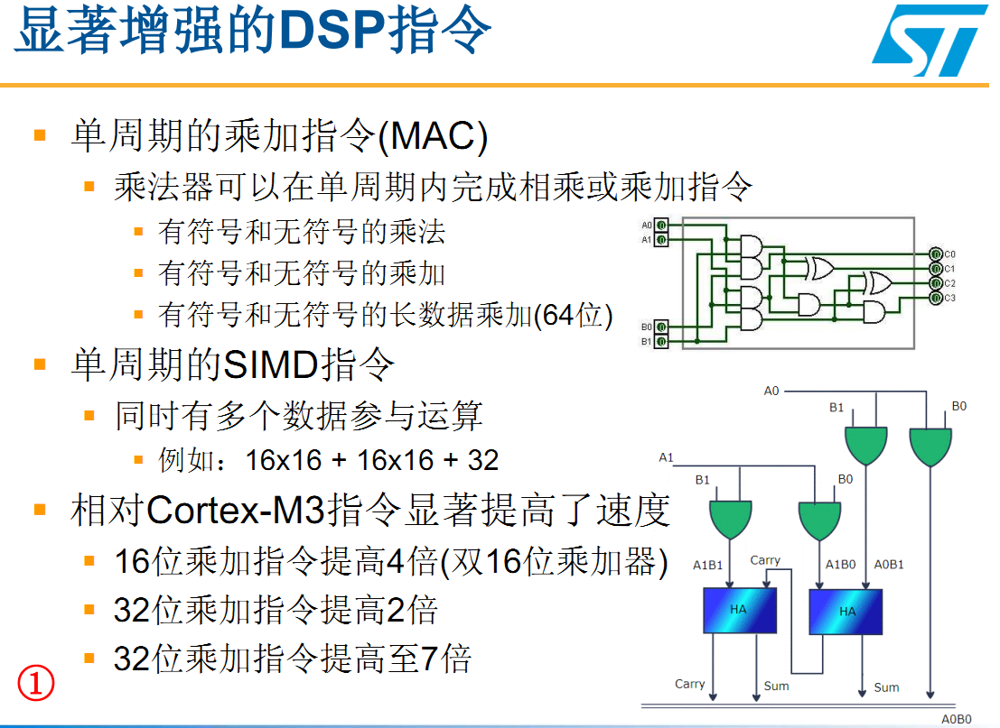 显著增强的DSP指令
ST
单周期的乘加指令(MAC)
乘法器可以在单周期内完成相乘或乘加指令
有符号和无符号的乘法
有符号和无符号的乘加
有符号和无符号的长数据乘加(64位)
单周期的SIMD指令
同时有多个数据参与运算
例如：16x16 + 16x16 + 32
相对Cortex-M3指令显著提高了速度
16位乘加指令提高4倍(双16位乘加器)
32位乘加指令提高2倍
32位乘加指令提高至7倍
①
A0
A1
B0
B1
C0
C1
C2
C3
A0
B1
B0
A1
B1
B0
A1B1
Carry
A1B0
A0B1
HA
HA
Carry
Sum
Sum
A0B0